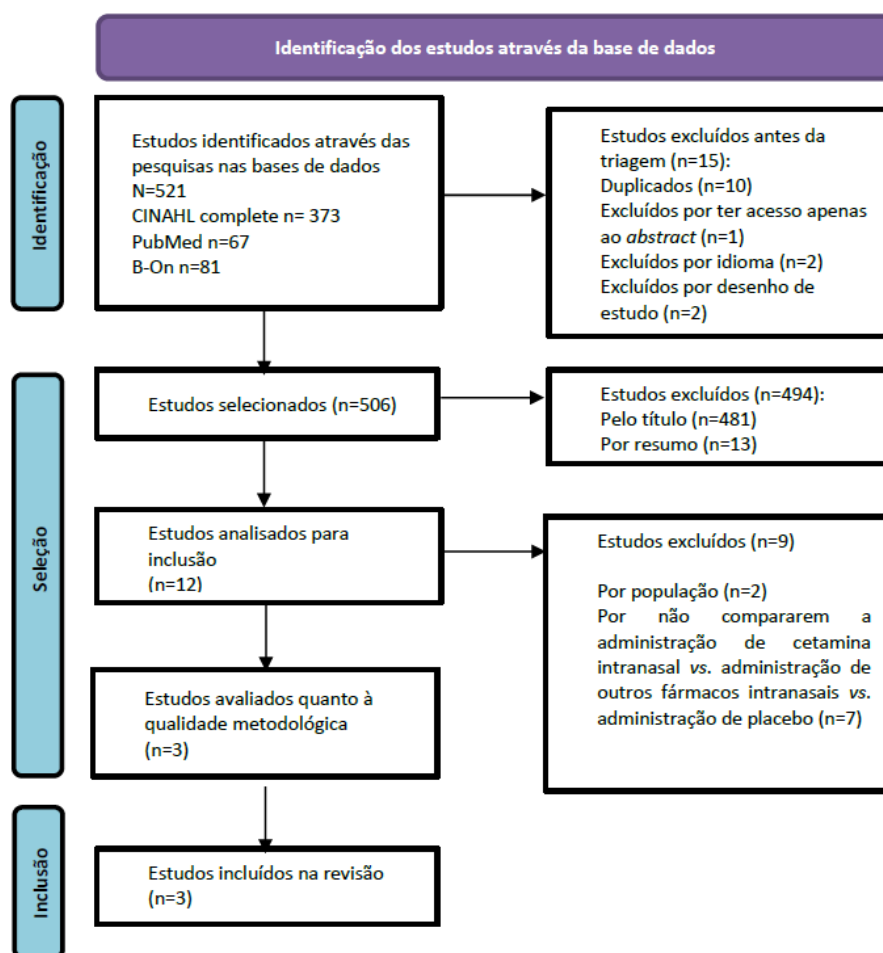 Identificação dos estudos através da base de dados
Identificação
Estudos identificados através das
pesquisas nas bases de dados
N=521
CINAHL complete n= 373
PubMed n=67
B-On n=81
Estudos excluídos antes da
triagem (n=15):
Duplicados (n=10)
Excluídos por ter acesso apenas
ao abstract (n=1)
Excluídos por idioma (n=2)
Excluídos por desenho de
estudo (n=2)
Seleção
Estudos selecionados (n=506)
Estudos excluídos (n=494):
Pelo título (n=481)
Por resumo (n=13)
Estudos analisados para
inclusão
(n=12)
Estudos excluídos (n=9)
Por população (n=2)
Por não compararem a
administração de cetamina
intranasal vs. administração de
outros fármacos intranasais vs.
administração de placebo (n=7)
Estudos avaliados quanto à
qualidade metodológica
(n=3)
Inclusão
Estudos incluídos na revisão
(n=3)